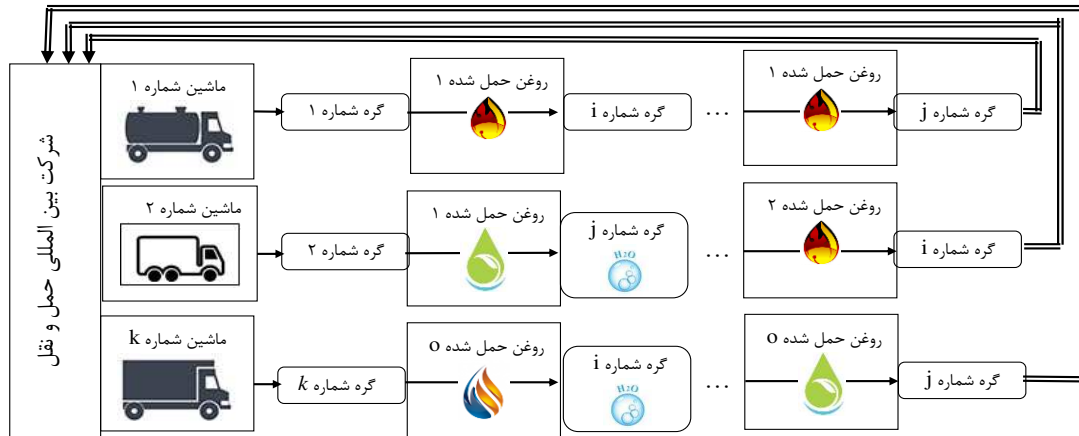 شرکت بین المللی حمل و نقل
ماشین شماره ۱
گره شماره ۱
روغن حمل شده ۱
گره شماره i
...
روغن حمل شده ۱
گره شماره j
ماشین شماره ۲
گره شماره ۲
روغن حمل شده ۱
گره شماره j
H2O
...
روغن حمل شده ۲
گره شماره i
ماشین شماره k
گره شماره k
روغن حمل شده o
گره شماره i
H2O
...
روغن حمل شده o
گره شماره j